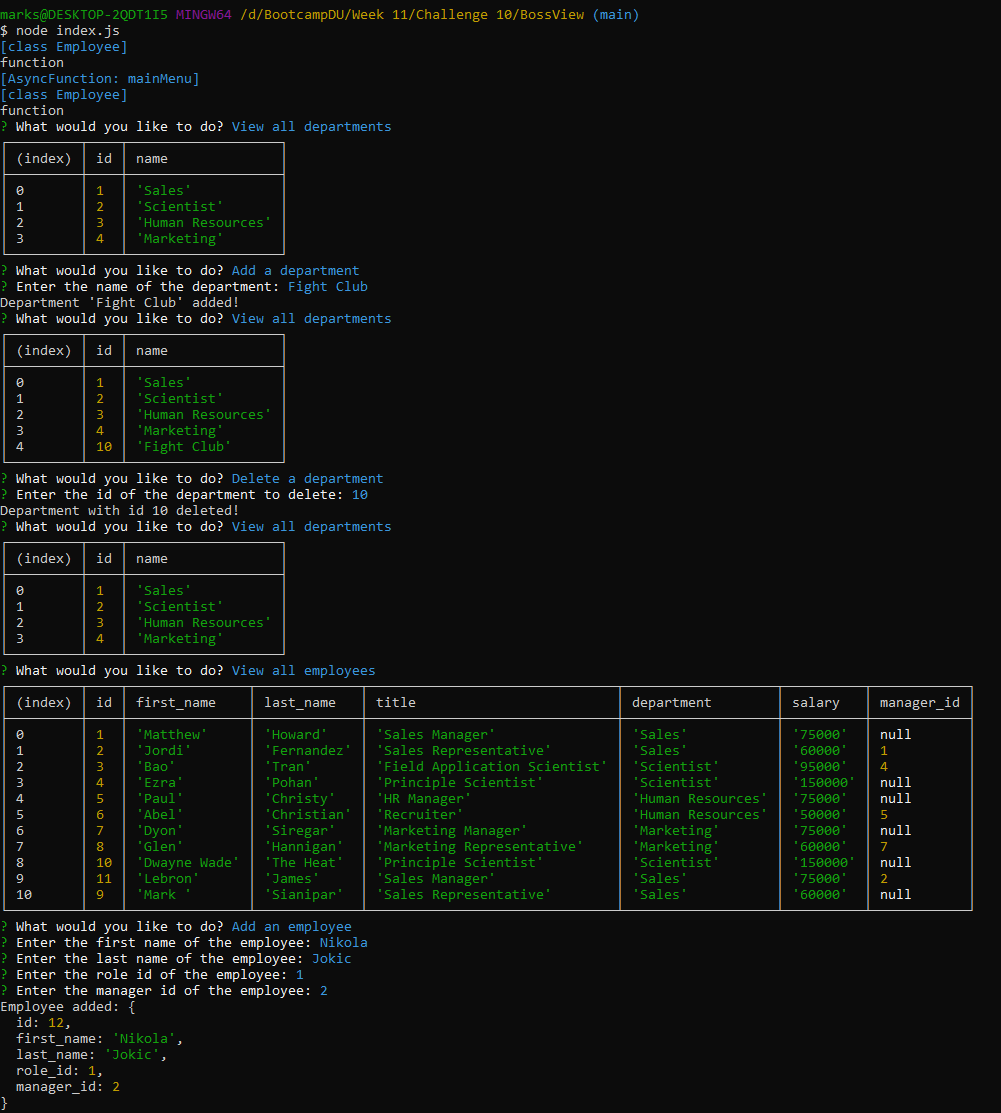 marks@DESKTOP-2QDT1I5 MINGW64 /d/BootcampDU/Week 11/Challenge 10/BossView (main)
$ node index.js
[class Employee]
function
[AsyncFunction: mainMenu]
[class Employee]
function
? What would you like to do? View all departments
(index) id name
0 1 'Sales'
1 2 'Scientist'
2 3 'Human Resources'
3 4 'Marketing'
? What would you like to do? Add a department
? Enter the name of the department: Fight Club
Department 'Fight Club' added!
? What would you like to do? View all departments
(index) id name
0 1 'Sales'
1 2 'Scientist'
2 3 'Human Resources'
3 4 'Marketing'
4 10 'Fight Club'
? What would you like to do? Delete a department
? Enter the id of the department to delete: 10
Department with id 10 deleted!
? What would you like to do? View all departments
(index) id name
0 1 'Sales'
1 2 'Scientist'
2 3 'Human Resources'
3 4 'Marketing'
? What would you like to do? View all employees
(index) id first_name last_name title department salary manager_id
0 1 'Matthew' 'Howard' 'Sales Manager' 'Sales' '75000' null
1 2 'Jordi' 'Fernandez' 'Sales Representative' 'Sales' '60000' 1
2 3 'Bao' 'Tran' 'Field Application Scientist' 'Scientist' '95000' 4
3 4 'Ezra' 'Pohan' 'Principle Scientist' 'Scientist' '150000' null
4 5 'Paul' 'Christy' 'HR Manager' 'Human Resources' '75000' null
5 6 'Abel' 'Christian' 'Recruiter' 'Human Resources' '50000' 5
6 7 'Dyon' 'Siregar' 'Marketing Manager' 'Marketing' '75000' null
7 8 'Glen' 'Hannigan' 'Marketing Representative' 'Marketing' '60000' 7
8 10 'Dwayne Wade' 'The Heat' 'Principle Scientist' 'Scientist' '150000' null
9 11 'Lebron' 'James' 'Sales Manager' 'Sales' '75000' 2
10 9 'Mark ' 'Sianipar' 'Sales Representative' 'Sales' '60000' null
? What would you like to do? Add an employee
? Enter the first name of the employee: Nikola
? Enter the last name of the employee: Jokic
? Enter the role id of the employee: 1
? Enter the manager id of the employee: 2
Employee added: {
id: 12,
first_name: 'Nikola',
last_name: 'Jokic',
role_id: 1,
manager_id: 2
}